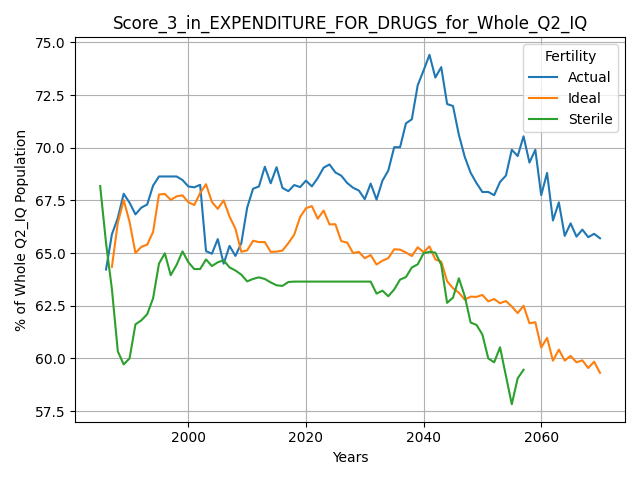 Score_3_in_EXPENDITURE_FOR_DRUGS_for_Whole_Q2_IQ
75.0
72.5
70.0
67.5
65.0
62.5
60.0
57.5
% of Whole Q2_IQ Population
Fertility
Actual
Ideal
Sterile
2000
2020
2040
2060
Years